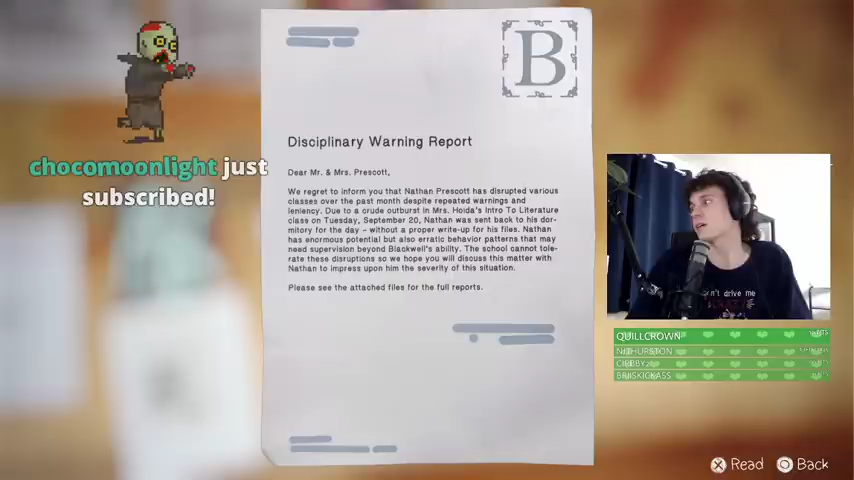 B
Disciplinary Warning Report
Dear Mr. & Mrs. Prescott,
We regret to inform you that Nathan Prescott has disrupted various
classes over the past month despite repeated warnings and
leniency. Due to a crude outburst in Mrs. Hoida's Intro To Literature
class on Tuesday, September 20, Nathan was sent back to his dor-
mitory for the day - without a proper write-up for his files. Nathan
has enormous potential but also erratic behavior patterns that may
need supervision beyond Blackwell's ability. The school cannot tole-
rate these disruptions so we hope you will discuss this matter with
Nathan to impress upon him the severity of this situation.
Please see the attached files for the full reports.
chocomoonlight just
subscribed!
n't drive me
QUILLCROWN
Read
Back